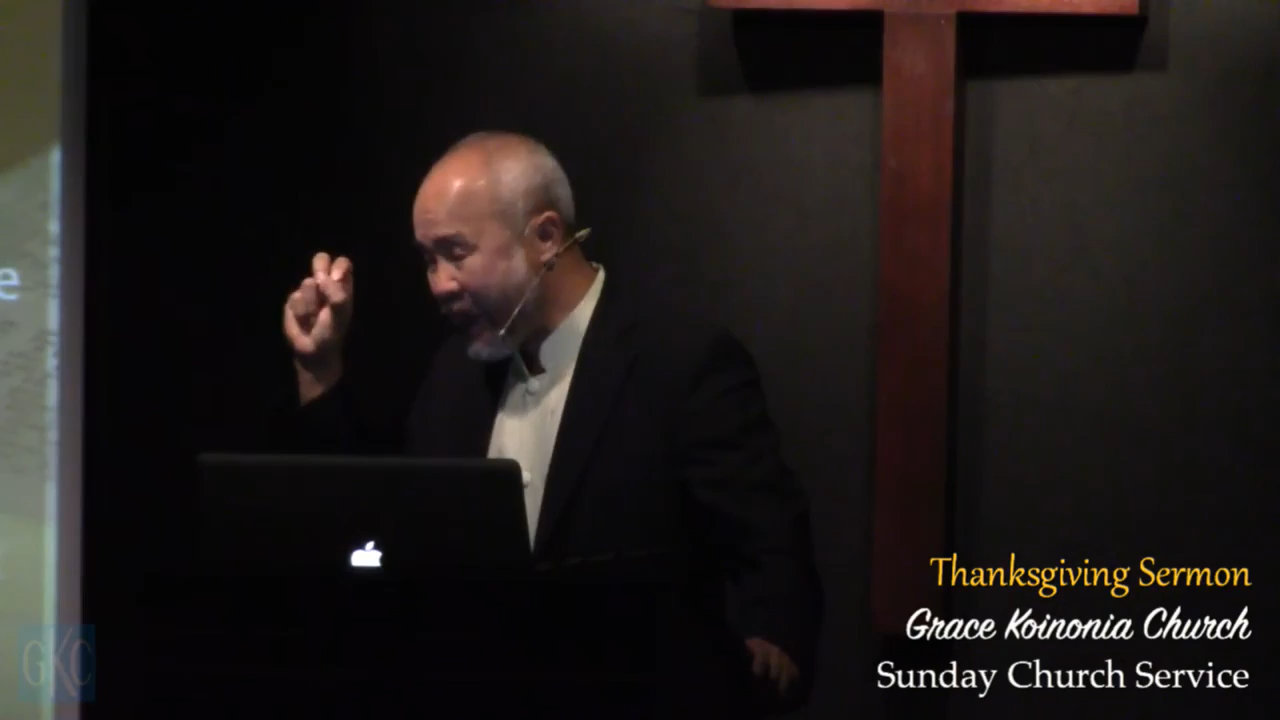 e
Thanksgiving Sermon
Grace Koinonia Church
Sunday Church Service
GKC